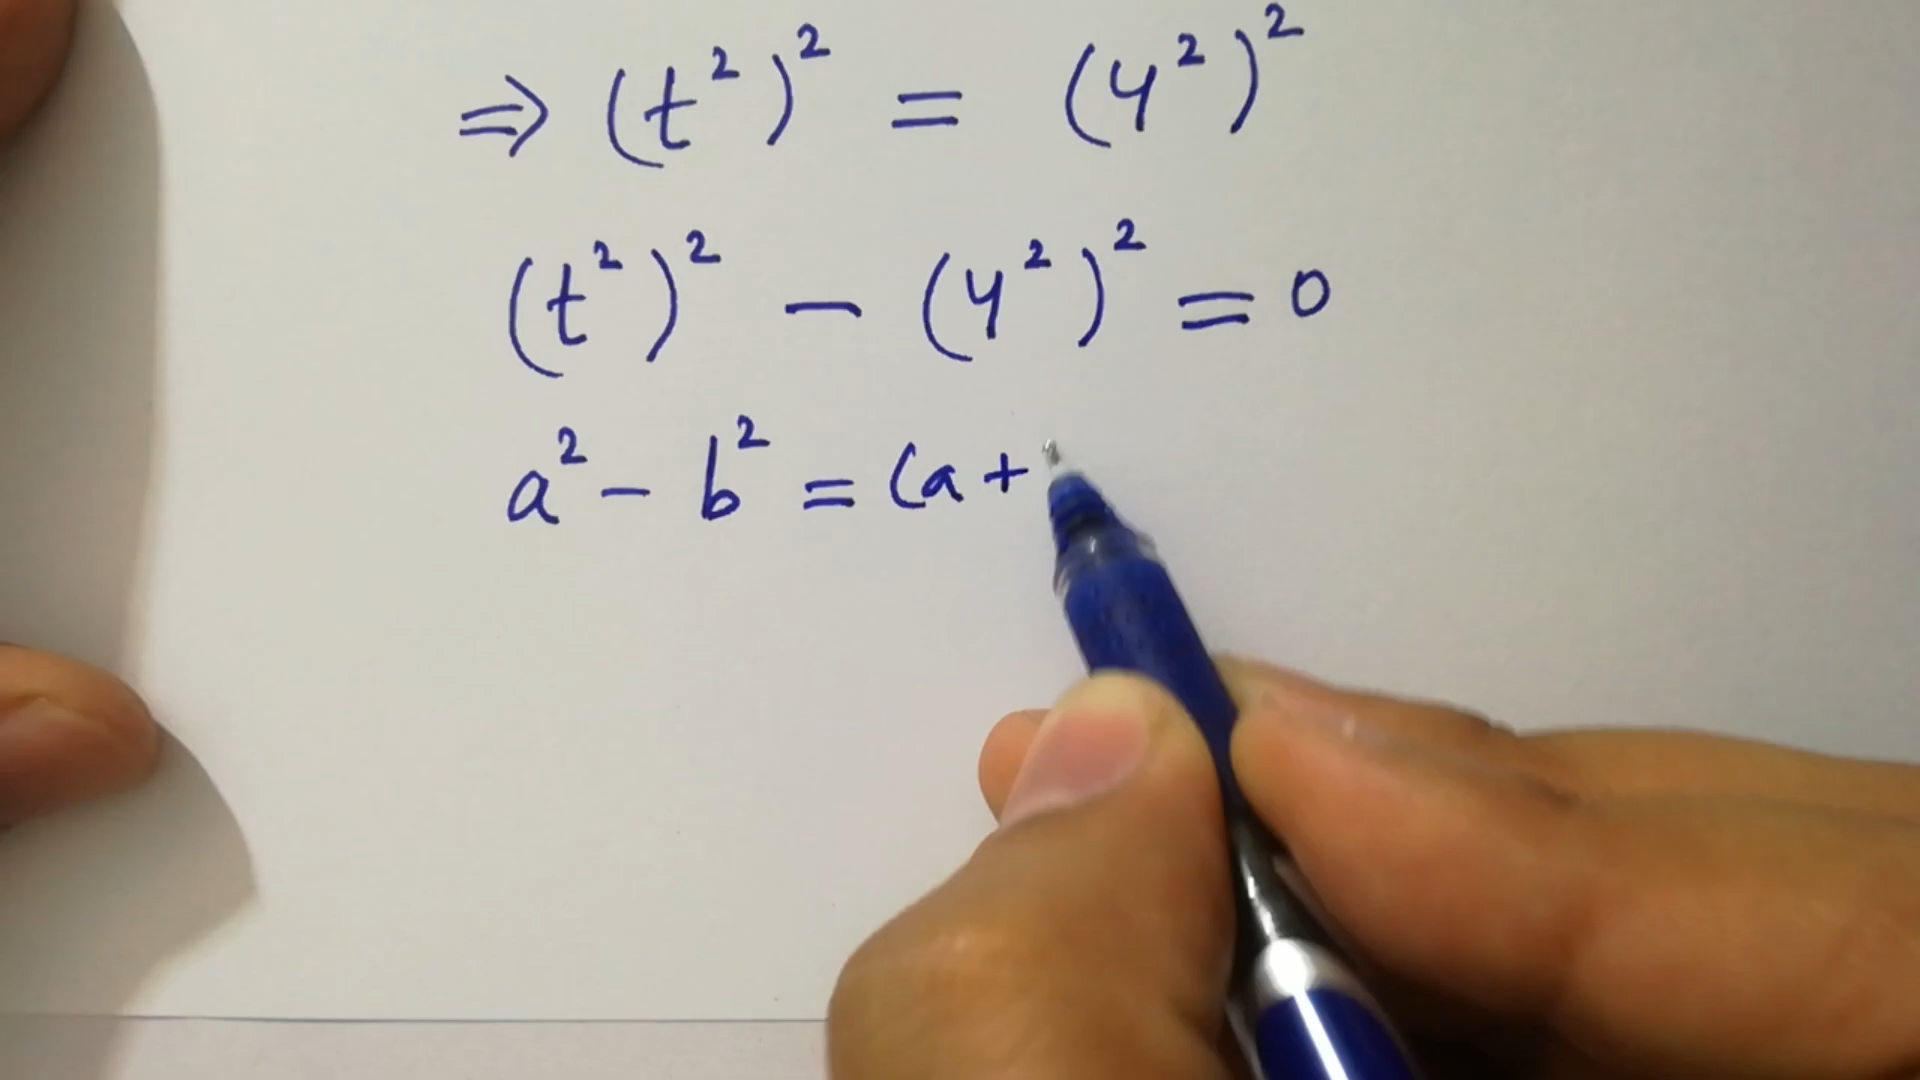 ⇒ (t²)² = (4²)²
(t²)² − (4²)² = 0
a² − b² = (a +